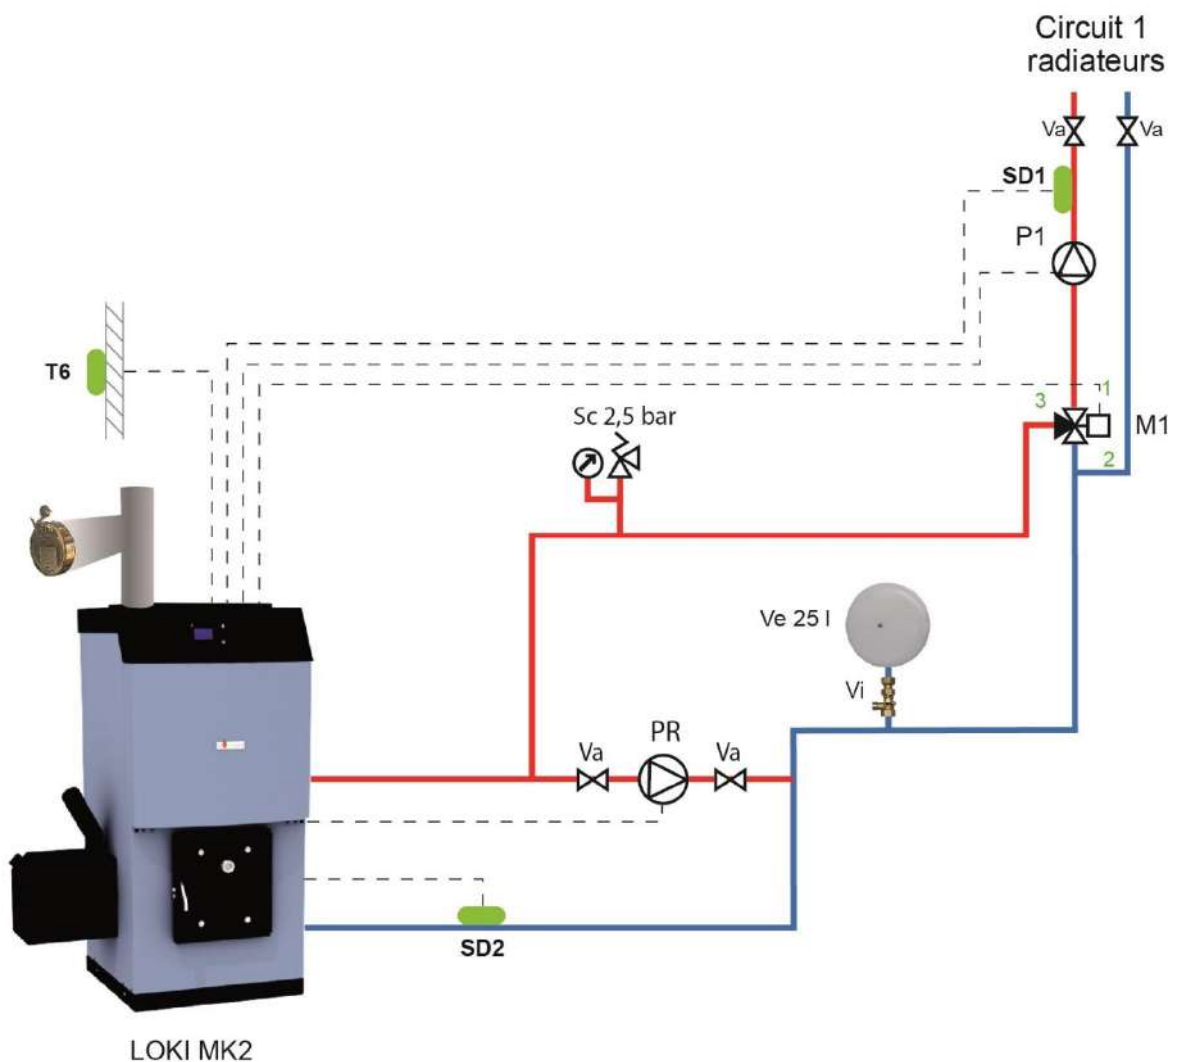 Circuit 1
radiateurs
Va
Va
SD1
P1
T6
1
3
Sc 2,5 bar
M1
2
Ve 25 l
Vi
PR
Va
Va
SD2
LOKI MK2